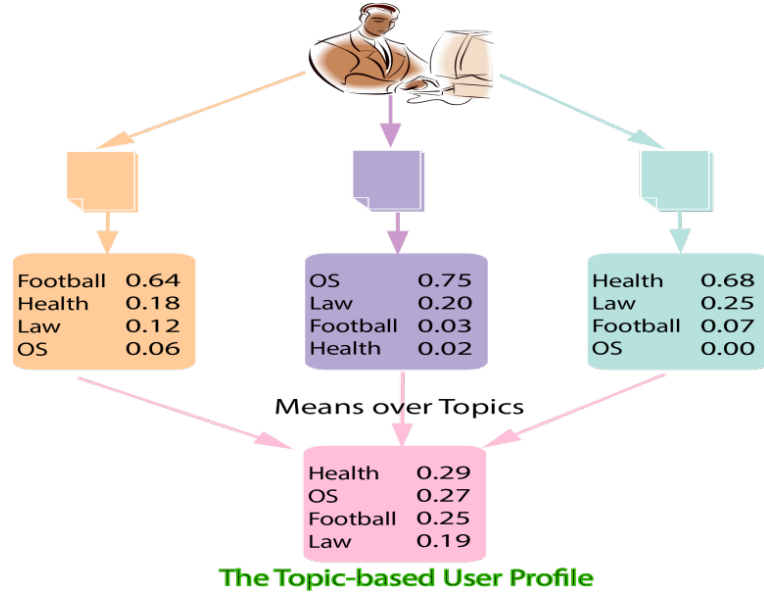 Football 0.64
Health 0.18
Law 0.12
OS 0.06
OS 0.75
Law 0.20
Football 0.03
Health 0.02
Health 0.68
Law 0.25
Football 0.07
OS 0.00
Means over Topics
Health 0.29
OS 0.27
Football 0.25
Law 0.19
The Topic-based User Profile